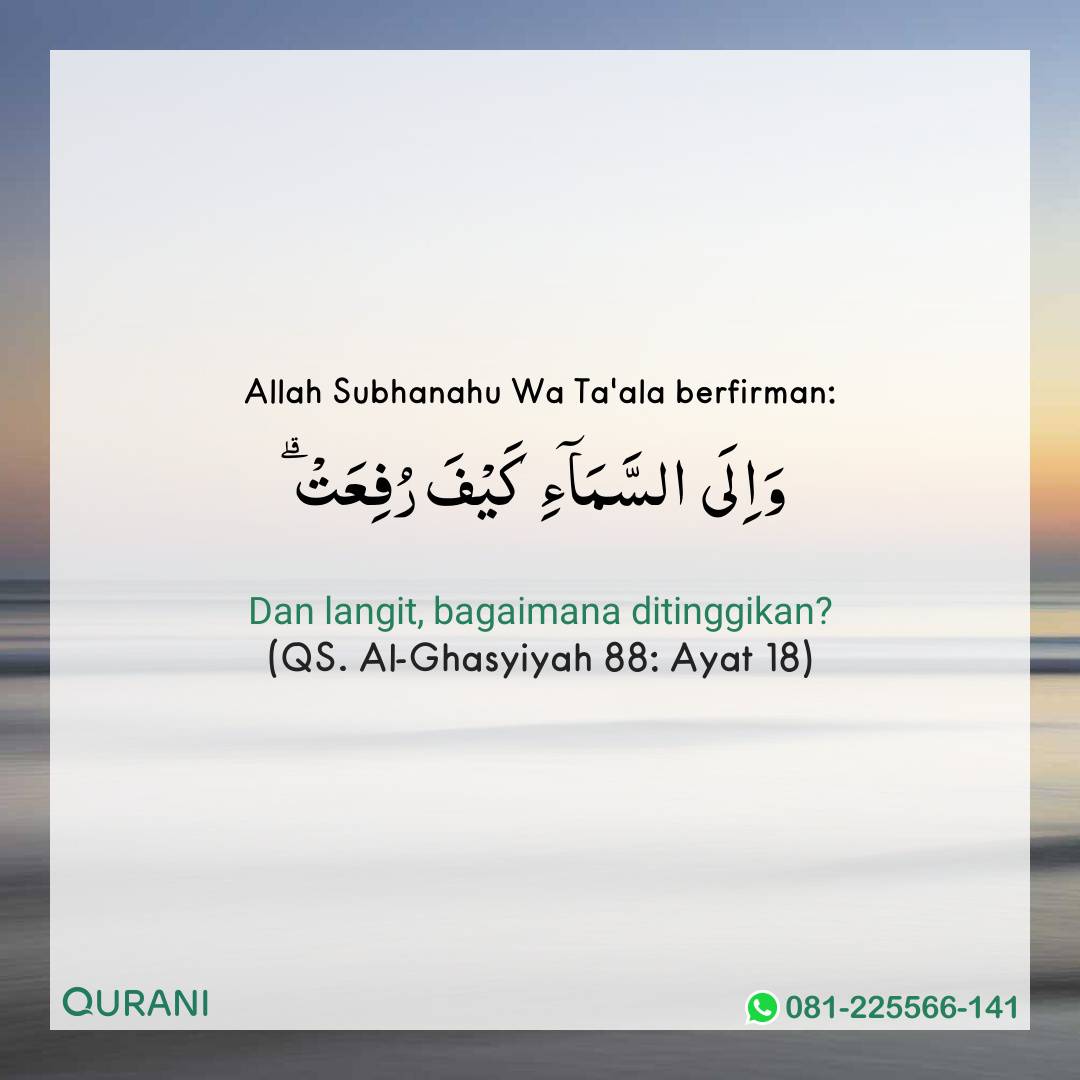 Allah Subhanahu Wa Ta'ala berfirman:
وَاِلَى السَّمَآءِ كَيْفَ رُفِعَتْۗ
Dan langit, bagaimana ditinggikan?
(QS. Al-Ghasyiyah 88: Ayat 18)
QURANI
081-225566-141